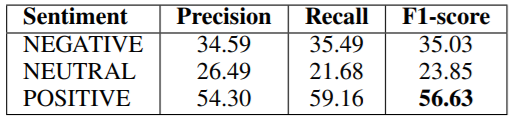 Sentiment Precision Recall F1-score
NEGATIVE 34.59 35.49 35.03
NEUTRAL 26.49 21.68 23.85
POSITIVE 54.30 59.16 56.63